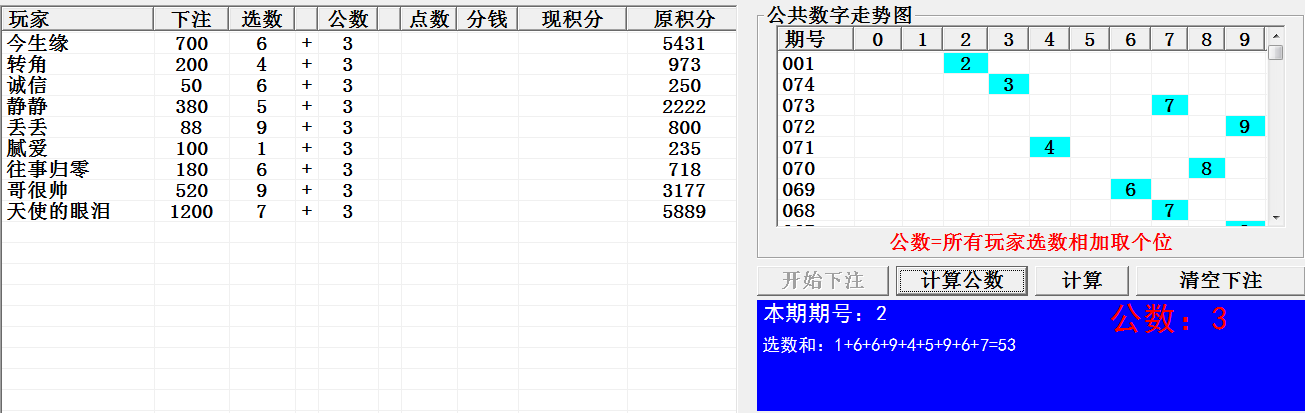 玩家 下注 选数 公数 点数 分钱 现积分 原积分
今生缘 700 6 + 3 5431
转角 200 4 + 3 973
诚信 50 6 + 3 250
静静 380 5 + 3 2222
丢丢 88 9 + 3 800
腻爱 100 1 + 3 235
往事归零 180 6 + 3 718
哥很帅 520 9 + 3 3177
天使的眼泪 1200 7 + 3 5889
公共数字走势图
期号 0 1 2 3 4 5 6 7 8 9
001 2
074 3
073 7
072 9
071 4
070 8
069 6
068 7
公数=所有玩家选数相加取个位
开始下注 计算公数 计算 清空下注
本期期号：2
公数：3
选数和：1+6+6+9+4+5+9+6+7=53